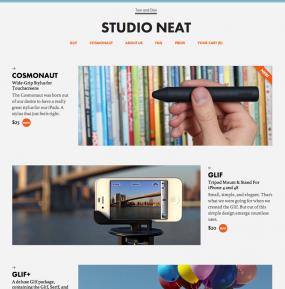 Tom and Dan
STUDIO NEAT
GLIF
COSMONAUT
ABOUT US
FAQ
PRESS
YOUR CART (0)
COSMONAUT
Wide-Grip Stylus for
Touchscreens
The Cosmonaut was born out
of our desire to have a really
great stylus for our iPads. A
stylus that just feels right.
$25
GLIF
Tripod Mount & Stand For
iPhone 4 and 4S
Small, simple, and elegant. That's
what we were going for when we
created the Glif. But out of this
simple design emerge countless
uses.
$20
GLIF+
A deluxe Glif package,
containing the Glif, Serif, and